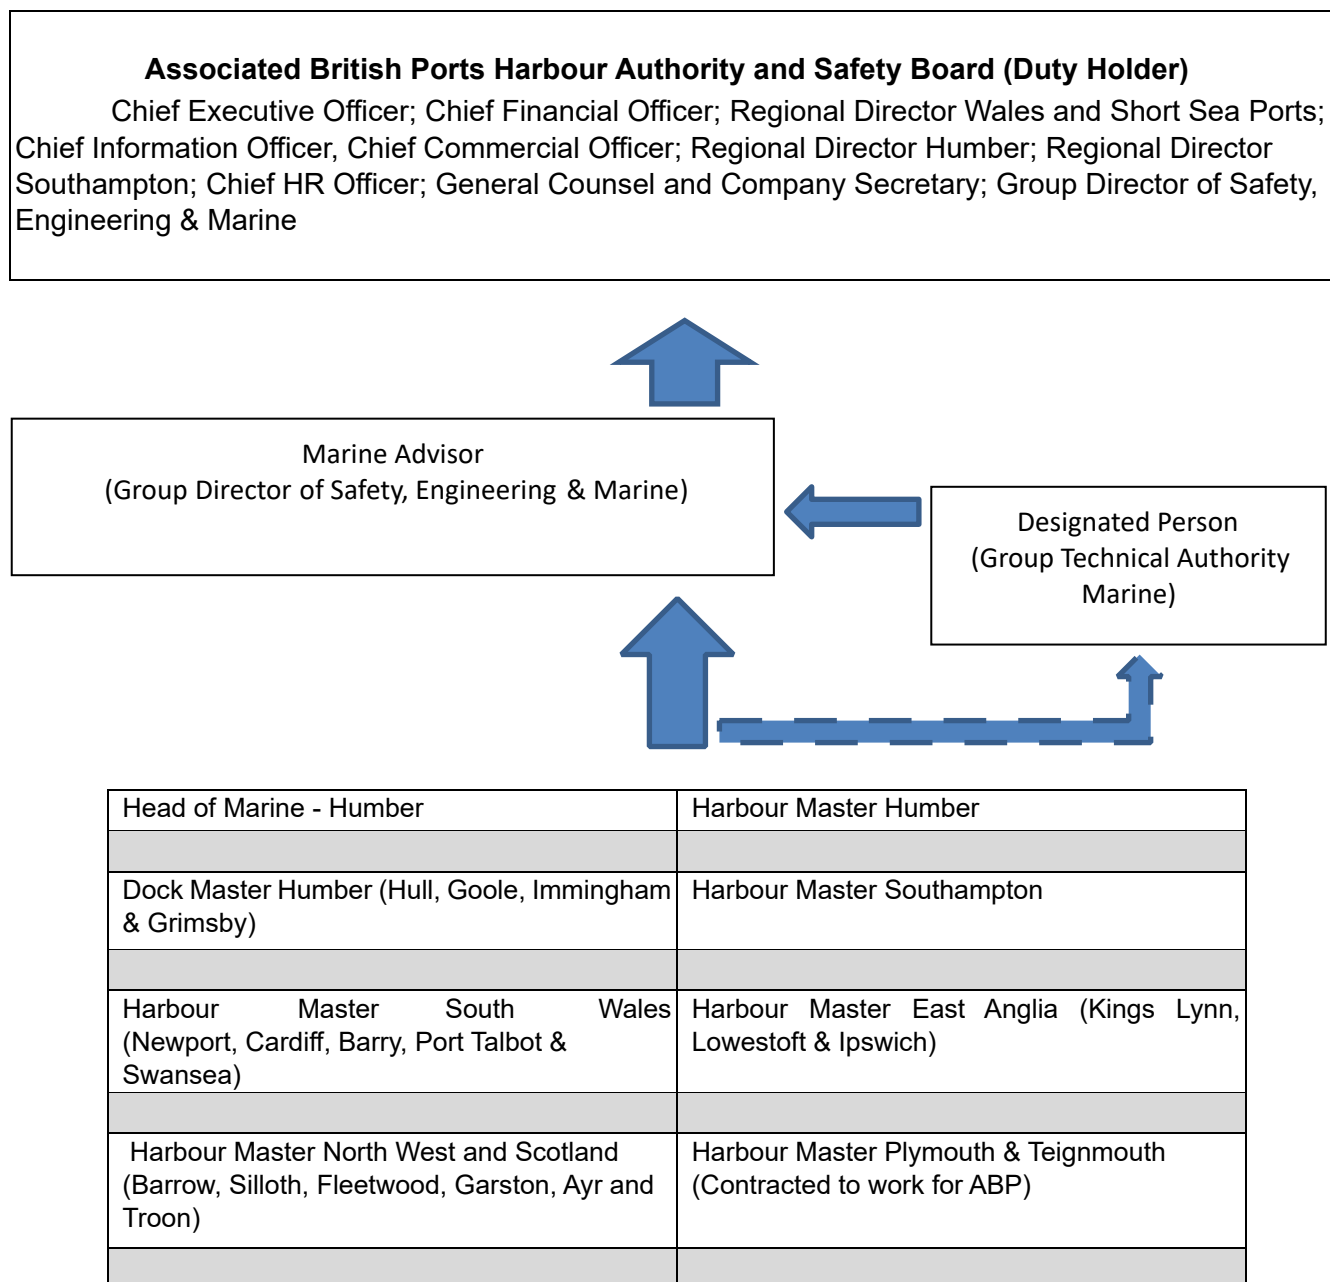 Associated British Ports Harbour Authority and Safety Board (Duty Holder)
Chief Executive Officer; Chief Financial Officer; Regional Director Wales and Short Sea Ports;
Chief Information Officer, Chief Commercial Officer; Regional Director Humber; Regional Director
Southampton; Chief HR Officer; General Counsel and Company Secretary; Group Director of Safety,
Engineering & Marine
Marine Advisor
(Group Director of Safety, Engineering & Marine)
Designated Person
(Group Technical Authority
Marine)
Head of Marine - Humber
Harbour Master Humber
Dock Master Humber (Hull, Goole, Immingham
& Grimsby)
Harbour Master Southampton
Harbour Master South Wales
(Newport, Cardiff, Barry, Port Talbot &
Swansea)
Harbour Master East Anglia (Kings Lynn,
Lowestoft & Ipswich)
Harbour Master North West and Scotland
(Barrow, Silloth, Fleetwood, Garston, Ayr and
Troon)
Harbour Master Plymouth & Teignmouth
(Contracted to work for ABP)